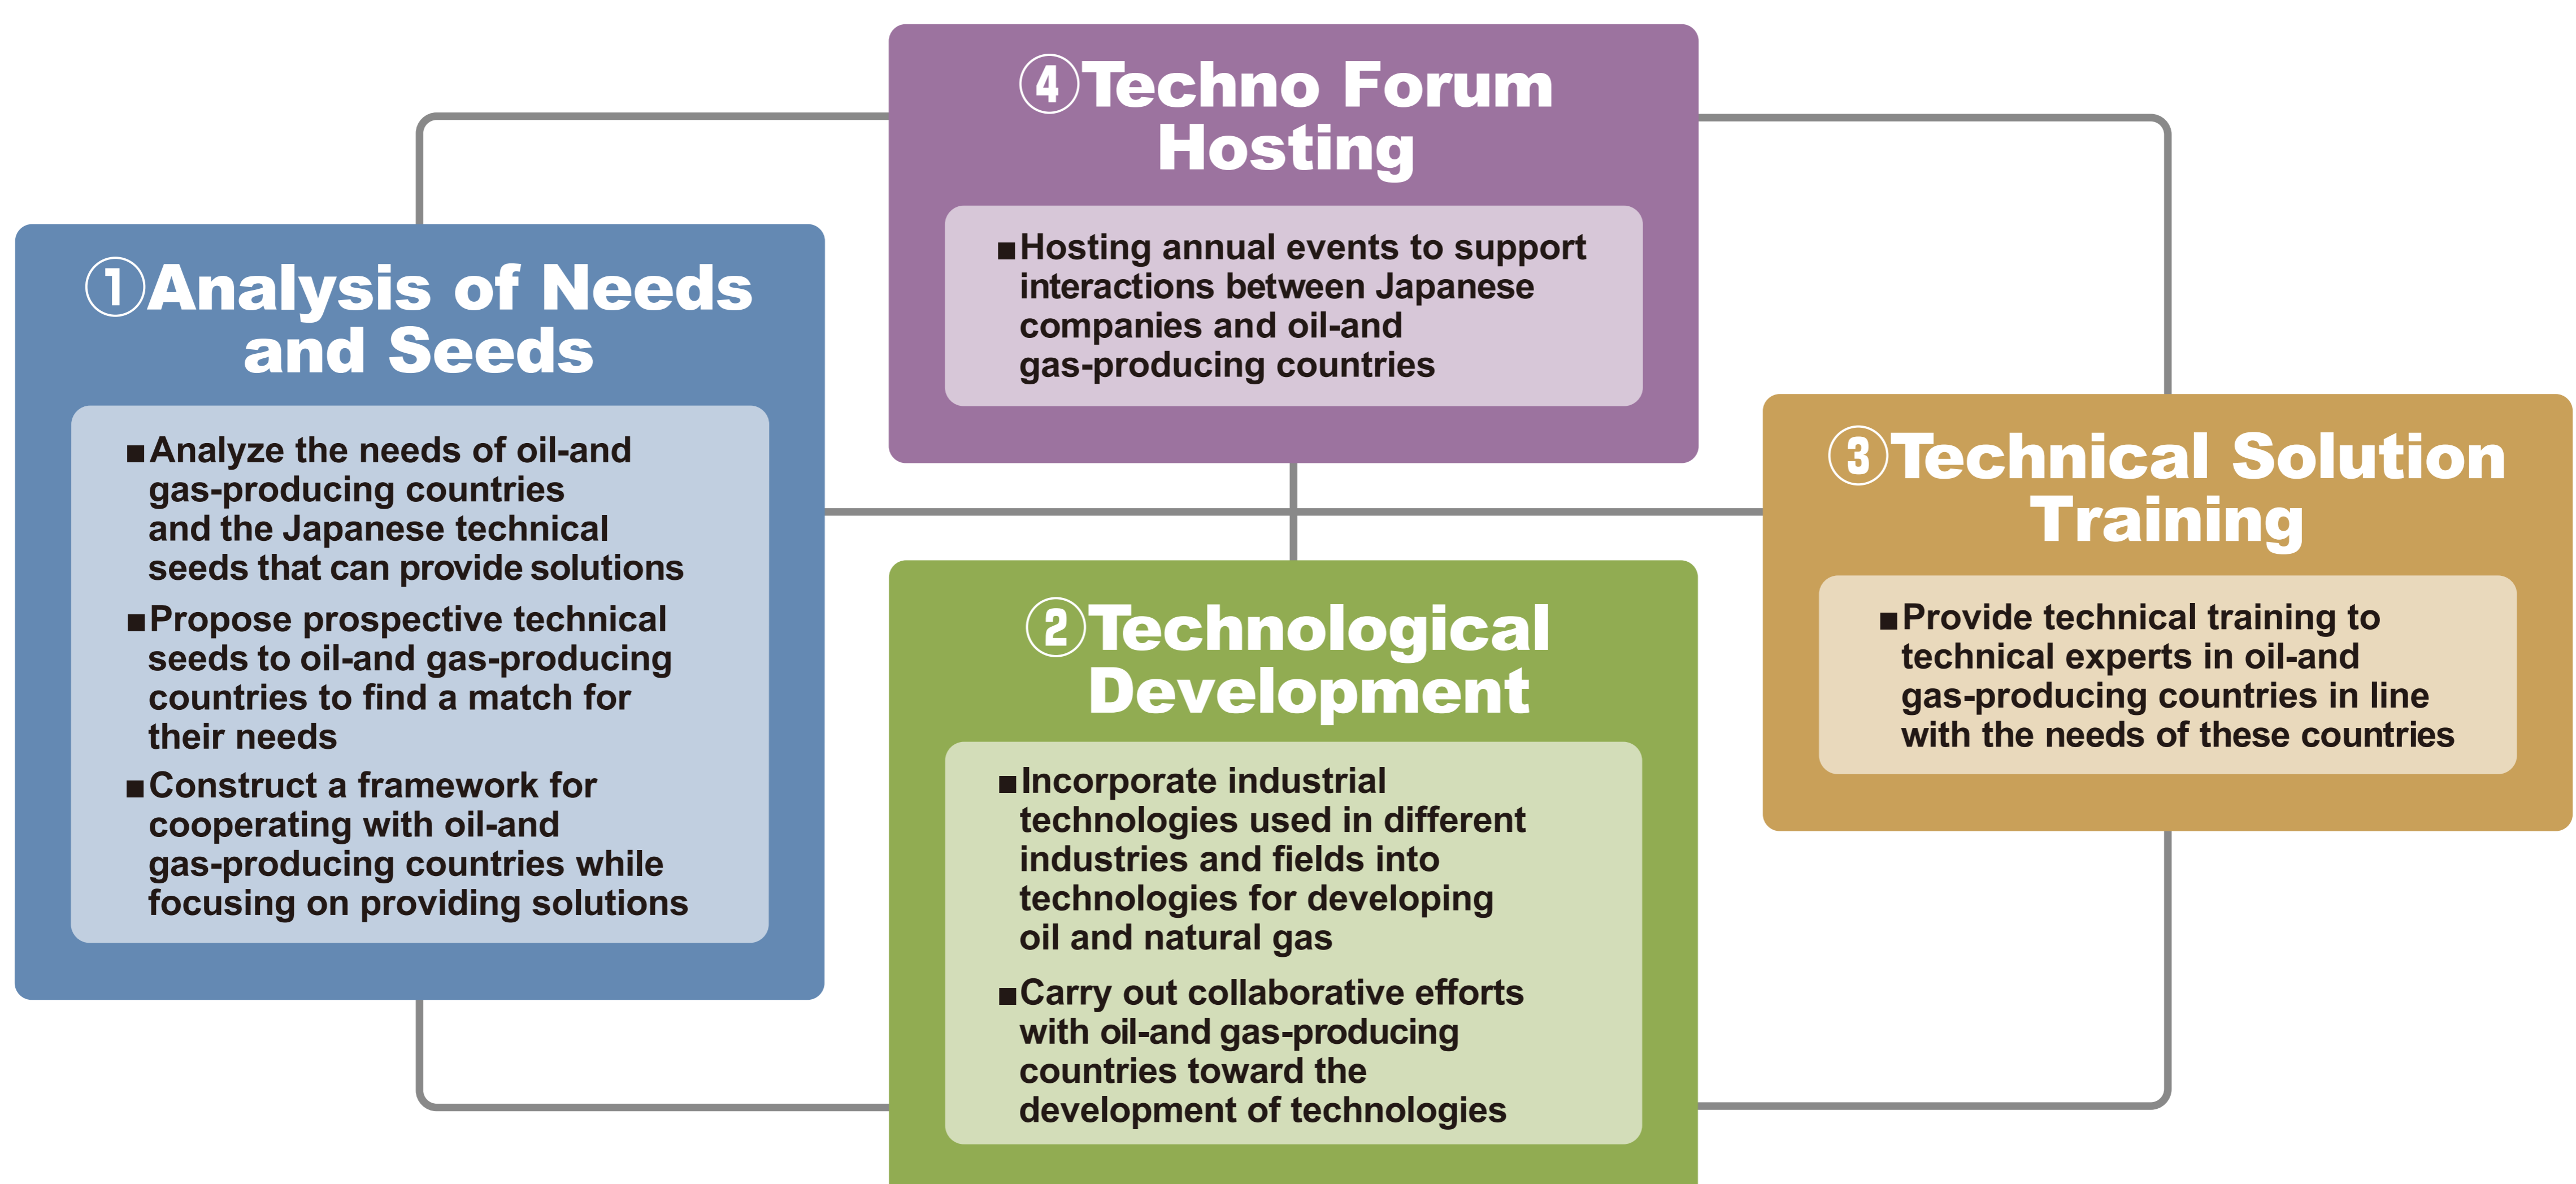 ④Techno Forum
Hosting
■Hosting annual events to support
interactions between Japanese
companies and oil-and
gas-producing countries
①Analysis of Needs
and Seeds
■Analyze the needs of oil-and
gas-producing countries
and the Japanese technical
seeds that can provide solutions
■Propose prospective technical
seeds to oil-and gas-producing
countries to find a match for
their needs
■Construct a framework for
cooperating with oil-and
gas-producing countries while
focusing on providing solutions
③Technical Solution
Training
■Provide technical training to
technical experts in oil-and
gas-producing countries in line
with the needs of these countries
②Technological
Development
■Incorporate industrial
technologies used in different
industries and fields into
technologies for developing
oil and natural gas
■Carry out collaborative efforts
with oil-and gas-producing
countries toward the
development of technologies